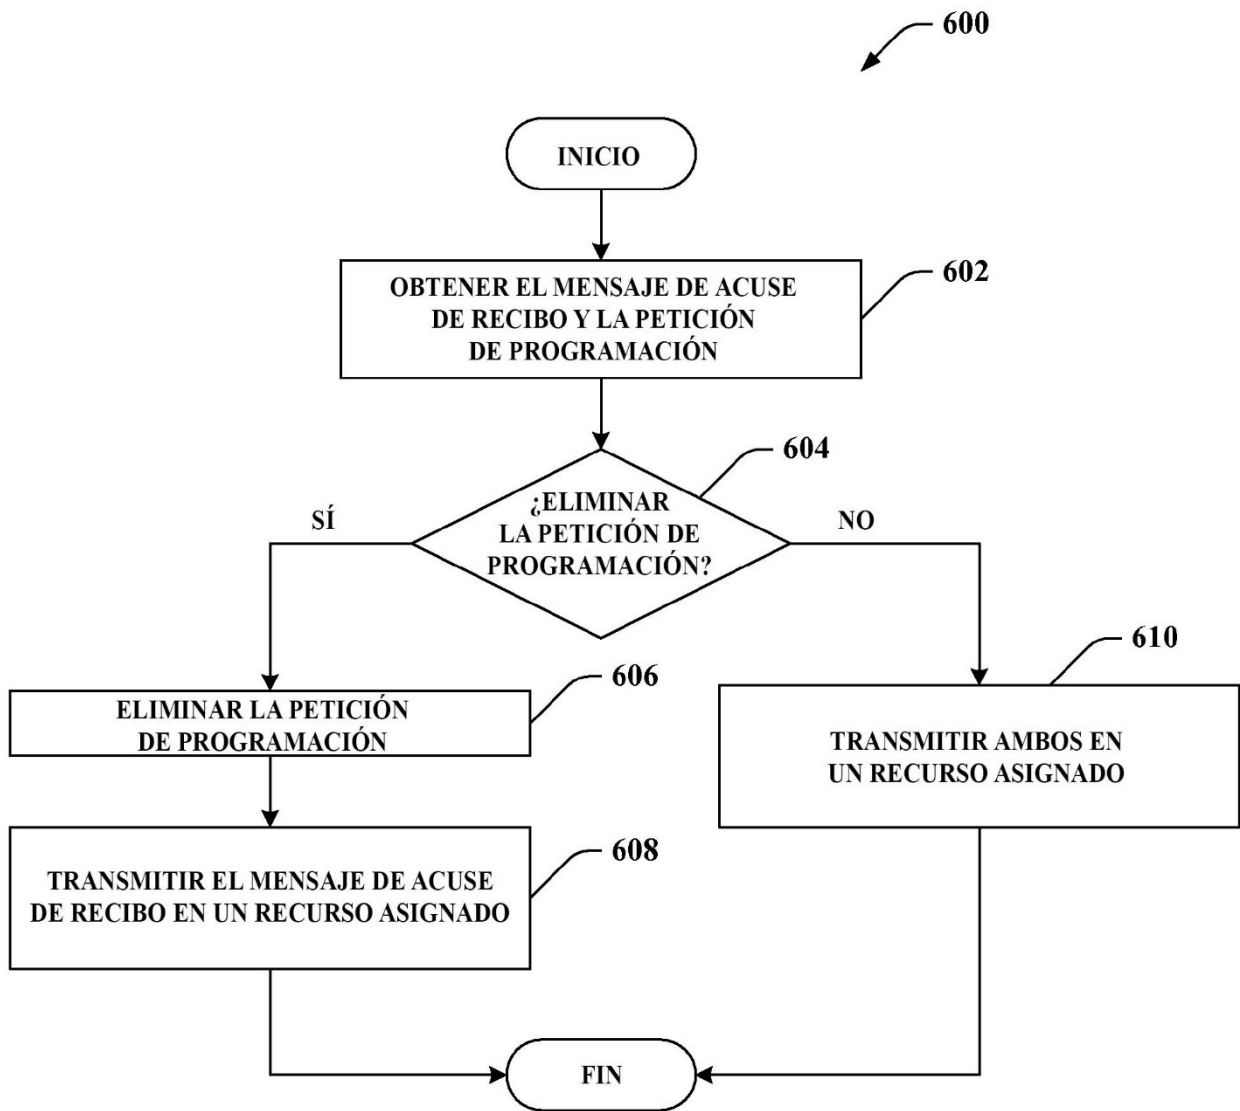 600
INICIO
602
OBTENER EL MENSAJE DE ACUSE
DE RECIBO Y LA PETICIÓN
DE PROGRAMACIÓN
604
¿ELIMINAR
LA PETICIÓN DE
PROGRAMACIÓN?
SÍ
NO
606
ELIMINAR LA PETICIÓN
DE PROGRAMACIÓN
610
TRANSMITIR AMBOS EN
UN RECURSO ASIGNADO
608
TRANSMITIR EL MENSAJE DE ACUSE
DE RECIBO EN UN RECURSO ASIGNADO
FIN